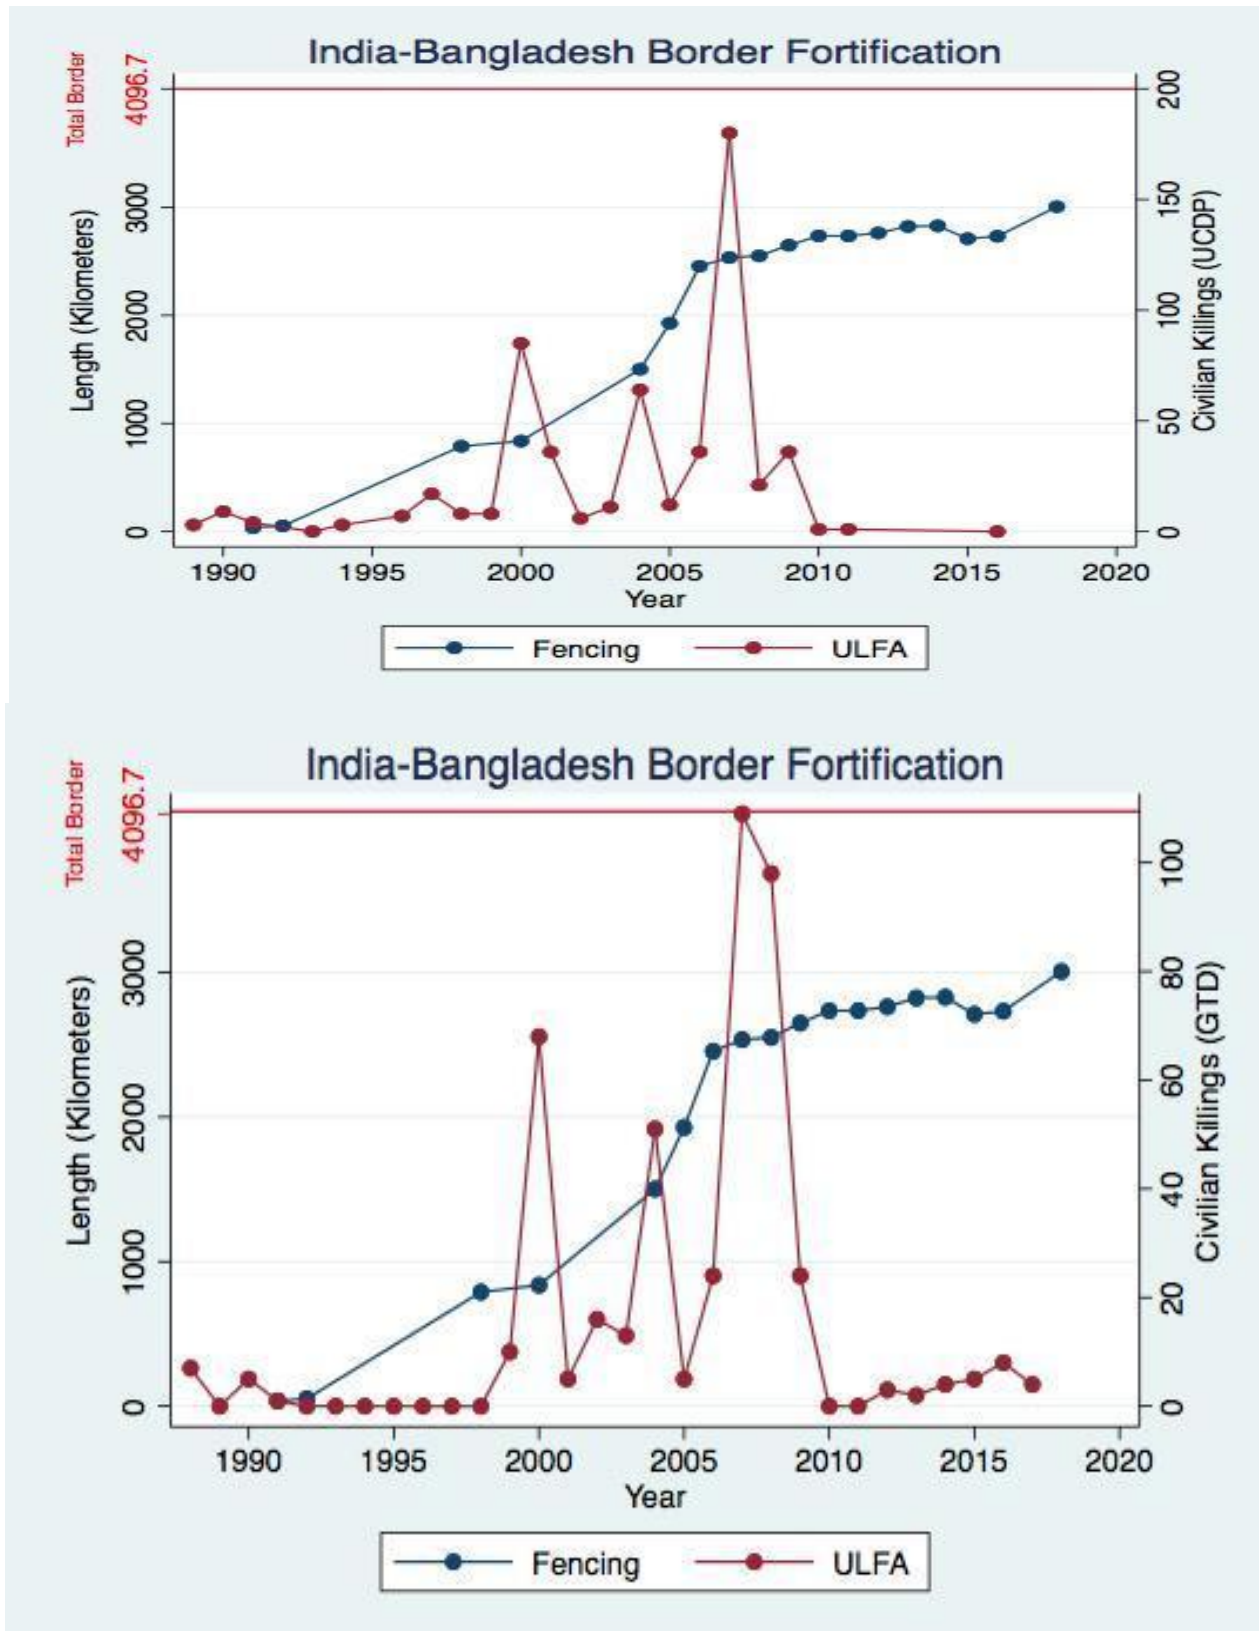 India-Bangladesh Border Fortification
Total Border
4096.7
Length (Kilometers)
3000
2000
1000
0
200
150
100
50
0
Civilian Killings (UCDP)
1990 1995 2000 2005 2010 2015 2020
Year
Fencing ULFA
India-Bangladesh Border Fortification
Total Border
4096.7
Length (Kilometers)
3000
2000
1000
0
100
80
60
40
20
0
Civilian Killings (GTD)
1990 1995 2000 2005 2010 2015 2020
Year
Fencing ULFA